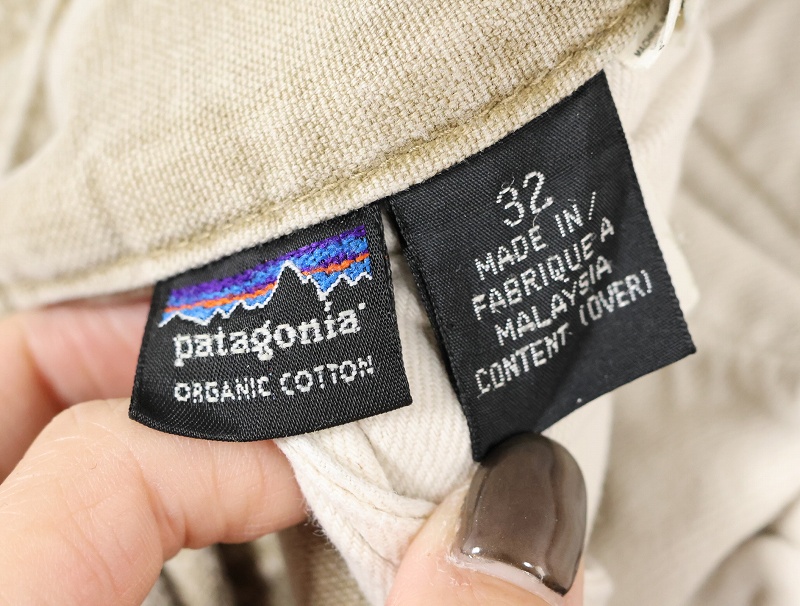 patagonia
ORGANIC COTTON
32
MADE IN/
FABRIQUE A
MALAYSIA
CONTENT (OVER)